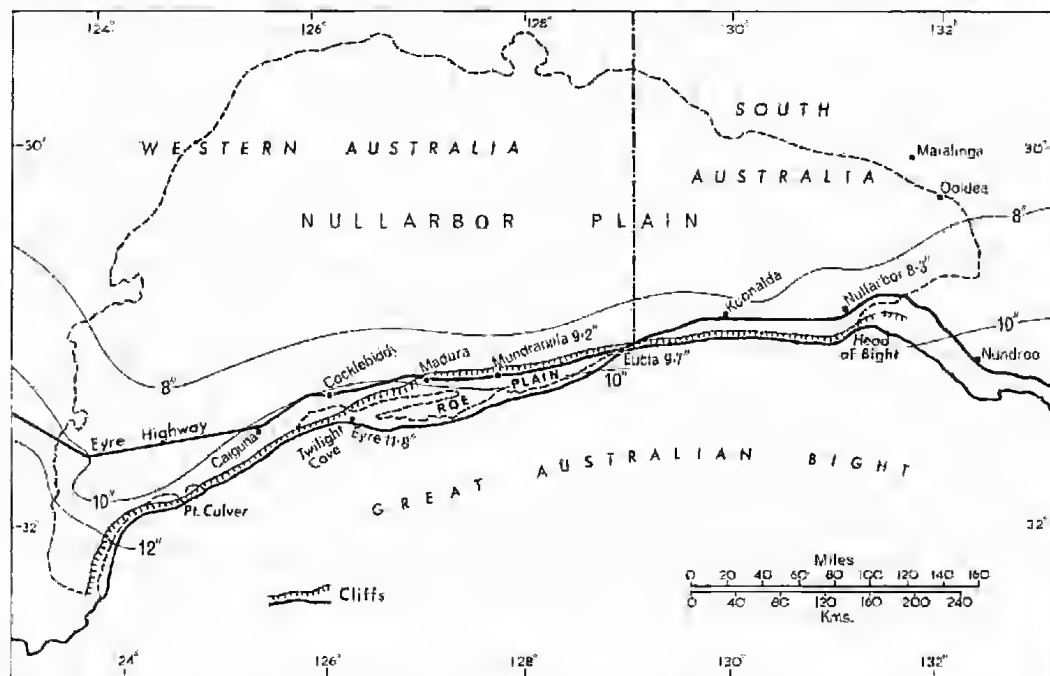 124°
126°
128°
130°
132°
30°
30°
SOUTH
WESTERN AUSTRALIA
AUSTRALIA
Maralinga
Ooldea
NULLARBOR PLAIN
8"
8"
Koonalda
Nullarbor 8·3"
10"
Head
of Bight
Nundroo
Cocklebiddy
Madura
Mundrabilla 9·2"
Eucla 9·7"
10"
ROE PLAIN
Eyre Highway
Caiguna
Twilight
Cove
Eyre 11·8"
GREAT AUSTRALIAN BIGHT
10"
Pt. Culver
32°
32°
12"
Cliffs
Miles
0 20 40 60 80 100 120 140 160
0 40 80 120 160 200 240
Kms.
124°
126°
128°
130°
132°